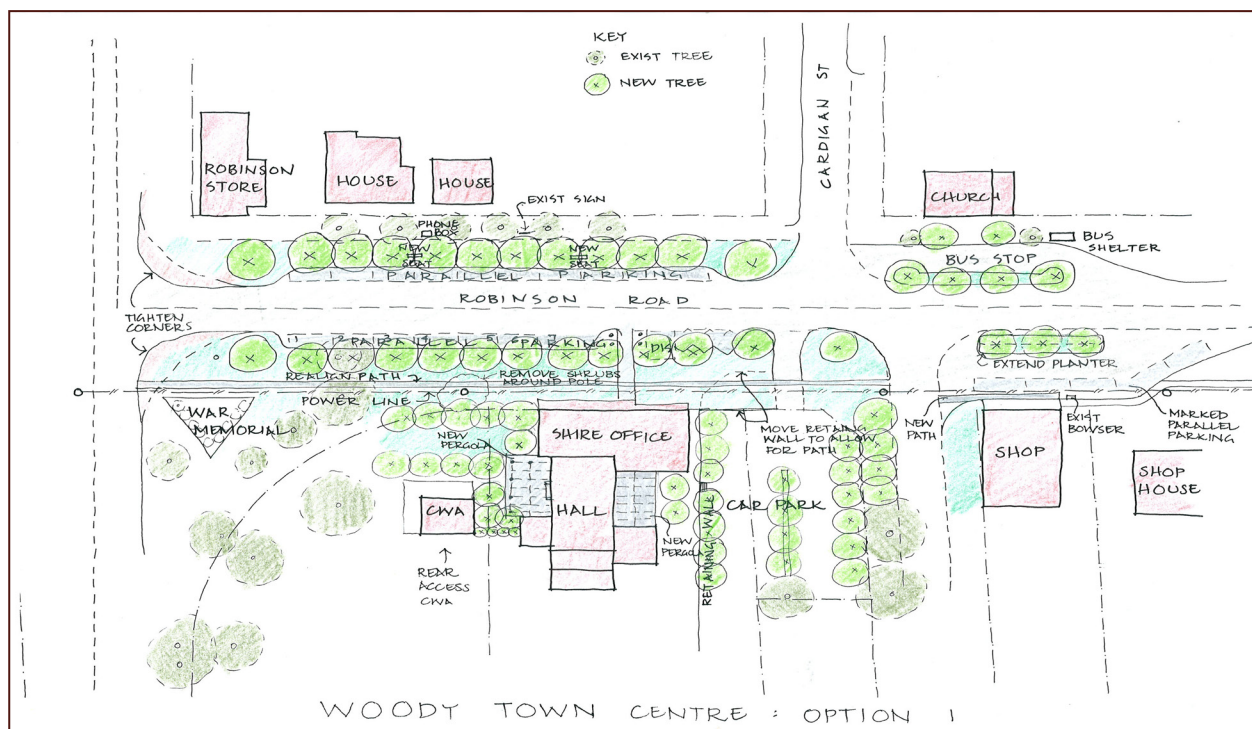 KEY
EXIST TREE
NEW TREE
CARDIGAN ST
ROBINSON
STORE
HOUSE
HOUSE
EXIST SIGN
PHONE
BOX
NEW
SEAT
NEW
SEAT
PARALLEL PARKING
CHURCH
BUS
SHELTER
BUS STOP
ROBINSON ROAD
TIGHTEN
CORNERS
PARALLEL PARKING
DIS
EXTEND PLANTER
REALIGN PATH
REMOVE SHRUBS
AROUND POLE
POWER LINE
WAR
MEMORIAL
NEW
PERGOLA
SHIRE OFFICE
MOVE RETAINING
WALL TO ALLOW
FOR PATH
NEW
PATH
EXIST
BOWSER
MARKED
PARALLEL
PARKING
SHOP
SHOP
HOUSE
CWA
HALL
CAR PARK
RETAINING WALL
NEW
PERGOLA
REAR
ACCESS
CWA
WOODY TOWN CENTRE : OPTION 1